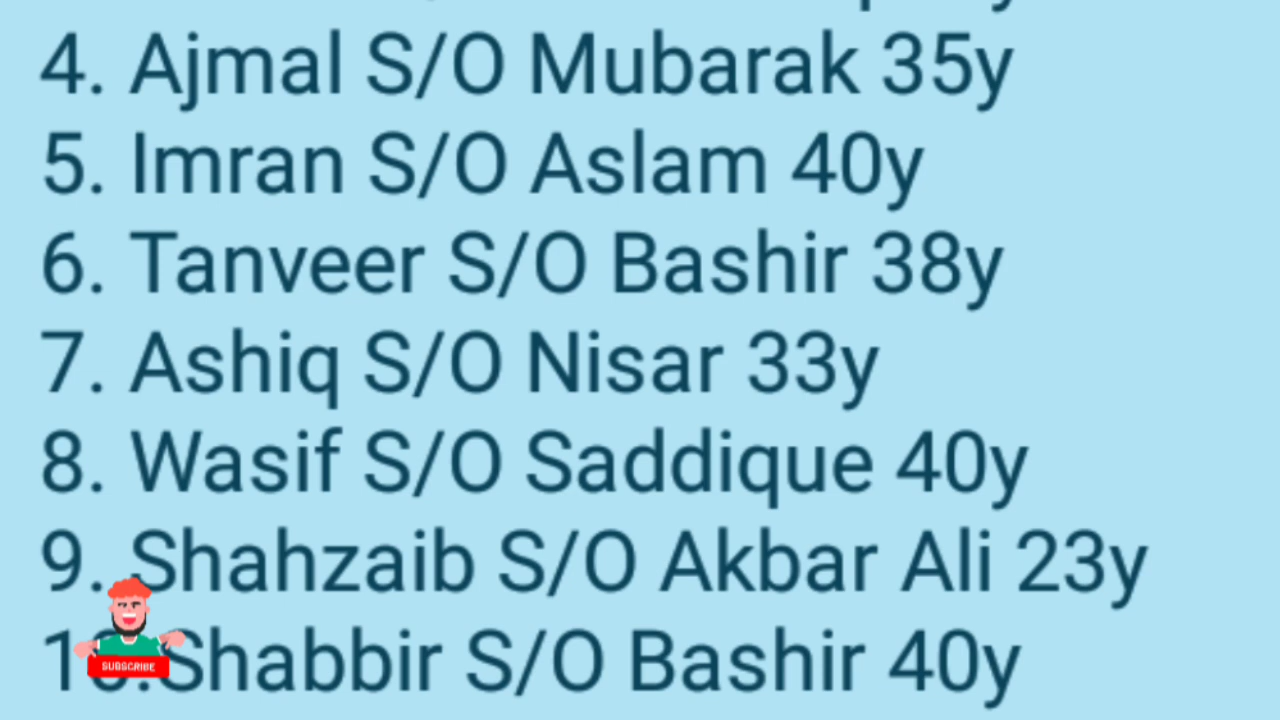 4. Ajmal S/O Mubarak 35y
5. Imran S/O Aslam 40y
6. Tanveer S/O Bashir 38y
7. Ashiq S/O Nisar 33y
8. Wasif S/O Saddique 40y
9. Shahzaib S/O Akbar Ali 23y
10.Shabbir S/O Bashir 40y
SUBSCRIBE